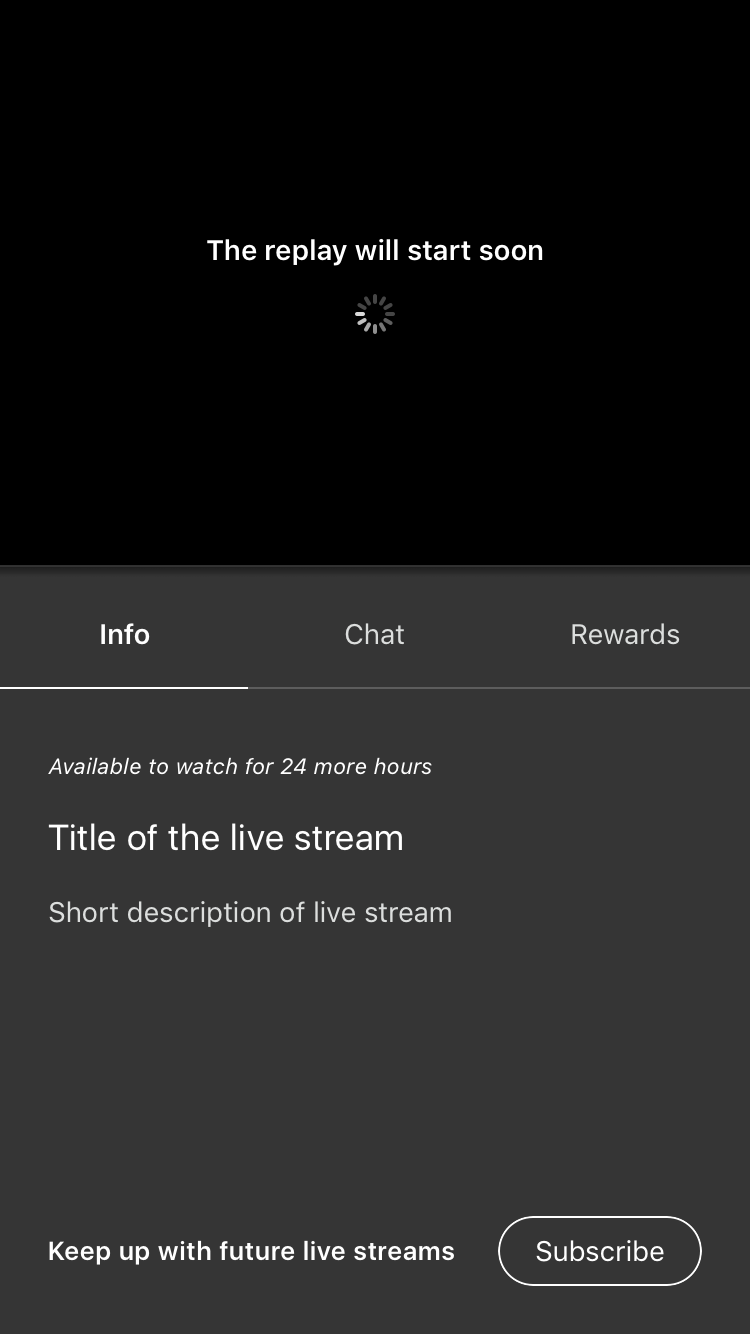 The replay will start soon
Info Chat Rewards
Available to watch for 24 more hours
Title of the live stream
Short description of live stream
Keep up with future live streams Subscribe